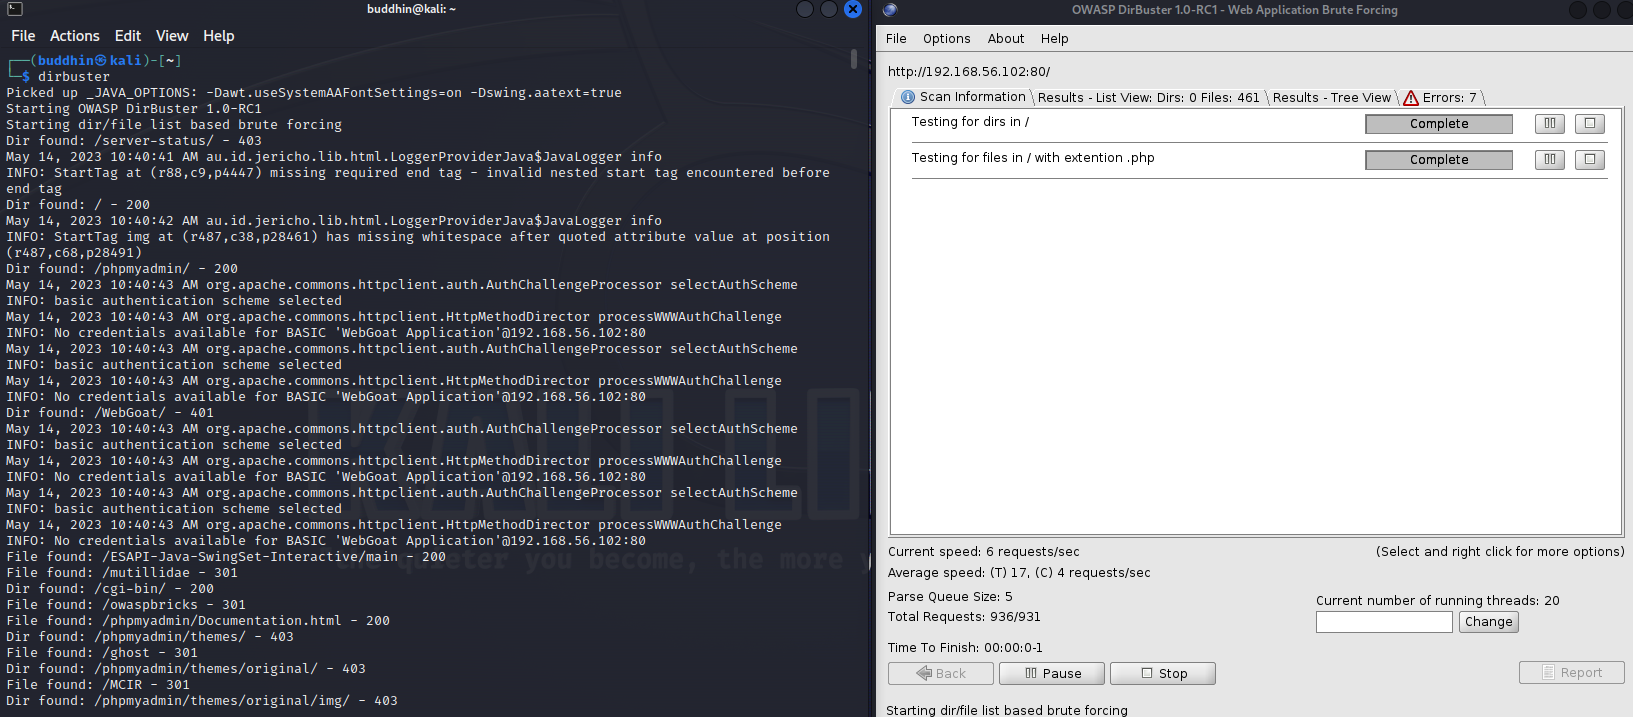 buddhin@kali: ~
File Actions Edit View Help
┌──(buddhin㉿kali)-[~]
└─$ dirbuster
Picked up _JAVA_OPTIONS: -Dawt.useSystemAAFontSettings=on -Dswing.aatext=true
Starting OWASP DirBuster 1.0-RC1
Starting dir/file list based brute forcing
Dir found: /server-status/ - 403
May 14, 2023 10:40:41 AM au.id.jericho.lib.html.LoggerProviderJava$JavaLogger info
INFO: StartTag at (r88,c9,p4447) missing required end tag - invalid nested start tag encountered before
end tag
Dir found: / - 200
May 14, 2023 10:40:42 AM au.id.jericho.lib.html.LoggerProviderJava$JavaLogger info
INFO: StartTag img at (r487,c38,p28461) has missing whitespace after quoted attribute value at position
(r487,c68,p28491)
Dir found: /phpmyadmin/ - 200
May 14, 2023 10:40:43 AM org.apache.commons.httpclient.auth.AuthChallengeProcessor selectAuthScheme
INFO: basic authentication scheme selected
May 14, 2023 10:40:43 AM org.apache.commons.httpclient.HttpMethodDirector processWWWAuthChallenge
INFO: No credentials available for BASIC 'WebGoat Application'@192.168.56.102:80
May 14, 2023 10:40:43 AM org.apache.commons.httpclient.auth.AuthChallengeProcessor selectAuthScheme
INFO: basic authentication scheme selected
May 14, 2023 10:40:43 AM org.apache.commons.httpclient.HttpMethodDirector processWWWAuthChallenge
INFO: No credentials available for BASIC 'WebGoat Application'@192.168.56.102:80
Dir found: /WebGoat/ - 401
May 14, 2023 10:40:43 AM org.apache.commons.httpclient.auth.AuthChallengeProcessor selectAuthScheme
INFO: basic authentication scheme selected
May 14, 2023 10:40:43 AM org.apache.commons.httpclient.HttpMethodDirector processWWWAuthChallenge
INFO: No credentials available for BASIC 'WebGoat Application'@192.168.56.102:80
May 14, 2023 10:40:43 AM org.apache.commons.httpclient.auth.AuthChallengeProcessor selectAuthScheme
INFO: basic authentication scheme selected
May 14, 2023 10:40:43 AM org.apache.commons.httpclient.HttpMethodDirector processWWWAuthChallenge
INFO: No credentials available for BASIC 'WebGoat Application'@192.168.56.102:80
File found: /ESAPI-Java-SwingSet-Interactive/main - 200
File found: /mutillidae - 301
Dir found: /cgi-bin/ - 200
File found: /owaspbricks - 301
File found: /phpmyadmin/Documentation.html - 200
Dir found: /phpmyadmin/themes/ - 403
File found: /ghost - 301
Dir found: /phpmyadmin/themes/original/ - 403
File found: /MCIR - 301
Dir found: /phpmyadmin/themes/original/img/ - 403
KALI LI
the quieter you become, the more y
OWASP DirBuster 1.0-RC1 - Web Application Brute Forcing
File Options About Help
http://192.168.56.102:80/
Scan Information Results - List View: Dirs: 0 Files: 461 Results - Tree View Errors: 7
Testing for dirs in / Complete
Testing for files in / with extention .php Complete
Current speed: 6 requests/sec (Select and right click for more options)
Average speed: (T) 17, (C) 4 requests/sec
Parse Queue Size: 5
Current number of running threads: 20
Total Requests: 936/931
Change
Time To Finish: 00:00:0-1
Back Pause Stop Report
Starting dir/file list based brute forcing